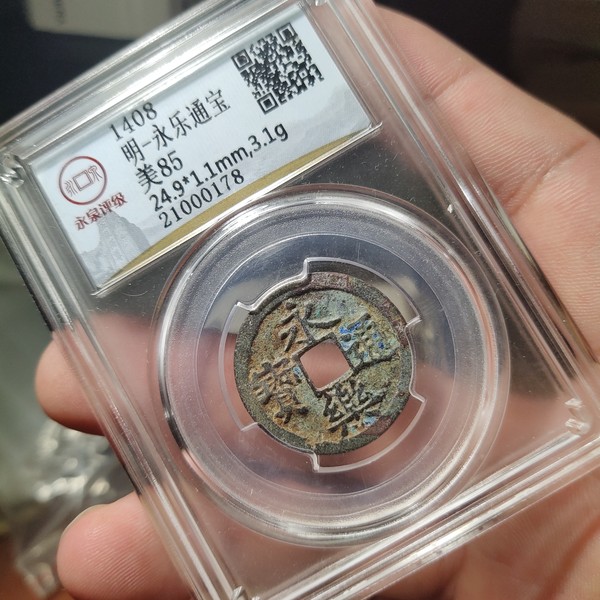 1408
明-永乐通宝
美85
24.9*1.1mm,3.1g
21000178
永泉评级
永樂通寶